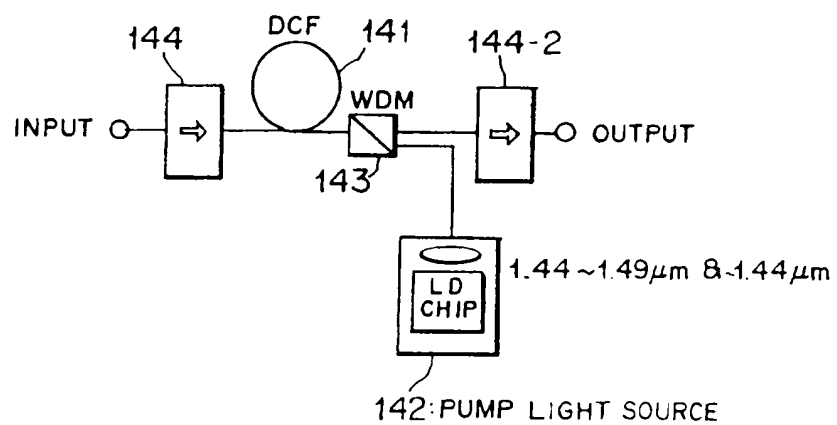 144
DCF
141
144-2
WDM
INPUT
OUTPUT
143
1.44~1.49μm &~1.44μm
LD
CHIP
142:PUMP LIGHT SOURCE